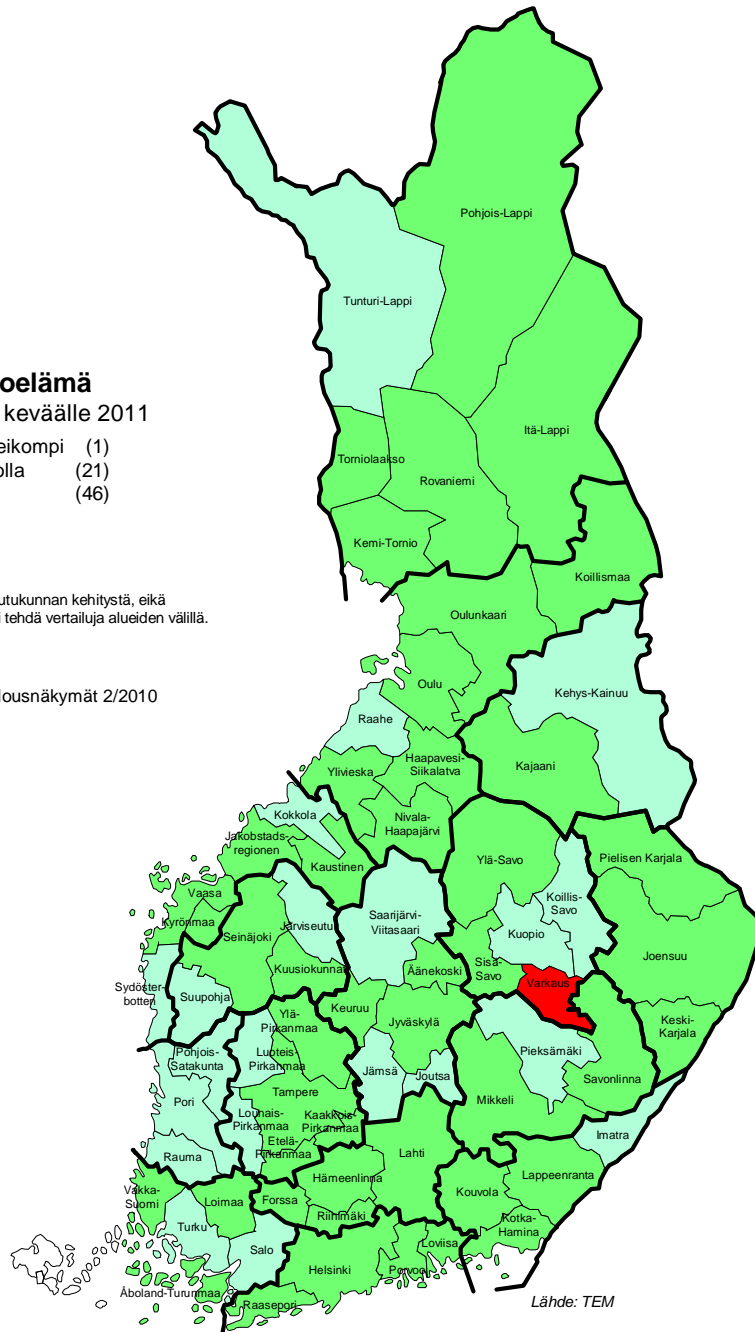 Pohjois-Lappi
Tunturi-Lappi
oelämä
keväälle 2011
eikompi (1)
olla (21)
(46)
Itä-Lappi
Torniolaakso
Rovaniemi
Kemi-Tornio
Koillismaa
utukunnan kehitystä, eikä
i tehdä vertailuja alueiden välillä.
Oulunkaari
Oulu
lousnäkymät 2/2010
Kehys-Kainuu
Raahe
Haapavesi-
Siikalatva
Ylivieska
Kajaani
Kokkola
Nivala-
Haapajärvi
Jakobstads-
regionen
Kaustinen
Ylä-Savo
Pielisen Karjala
Vaasa
Kyrönmaa
Koillis-
Savo
Saarijärvi-
Viitasaari
Järviseutu
Seinäjoki
Kuopio
Joensuu
Kuusiokunnat
Äänekoski
Sisä-
Savo
Varkaus
Sydöster-
botten
Suupohja
Keuruu
Ylä-
Pirkanmaa
Jyväskylä
Keski-
Karjala
Pohjois-
Satakunta
Luoteis-
Pirkanmaa
Pieksämäki
Jämsä
Joutsa
Savonlinna
Tampere
Pori
Mikkeli
Lounais-
Pirkanmaa
Kaakkois-
Pirkanmaa
Imatra
Etelä-
Pirkanmaa
Rauma
Lahti
Lappeenranta
Hämeenlinna
Vakka-
Suomi
Loimaa
Forssa
Kouvola
Riihimäki
Kotka-
Hamina
Turku
Salo
Loviisa
Helsinki
Porvoo
Åboland-Turunmaa
Raasepori
Lähde: TEM